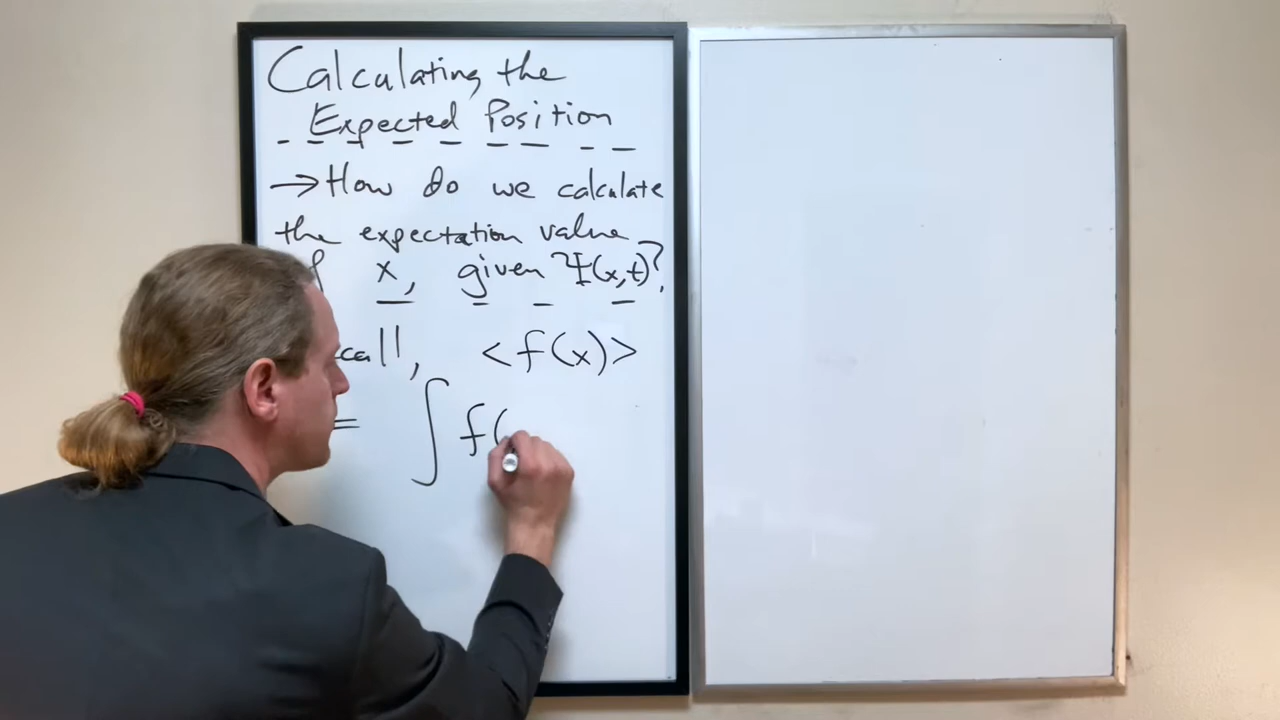 Calculating the
Expected Position
→ How do we calculate
the expectation value
x, given Ψ(x,t)?
call, <f(x)>
= ∫ f(